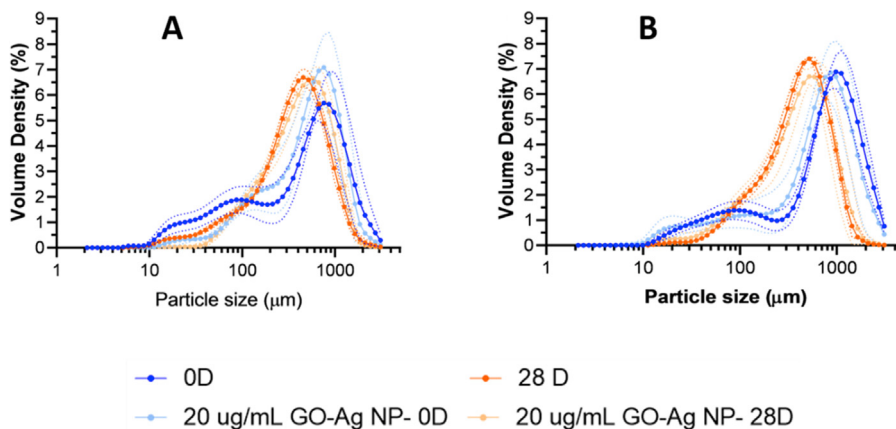 A
B
Volume Density (%)
9
8
7
6
5
4
3
2
1
0
1
10
100
1000
Particle size (μm)
Volume Density (%)
9
8
7
6
5
4
3
2
1
0
1
10
100
1000
Particle size (μm)
0D
28 D
20 ug/mL GO-Ag NP- 0D
20 ug/mL GO-Ag NP- 28D